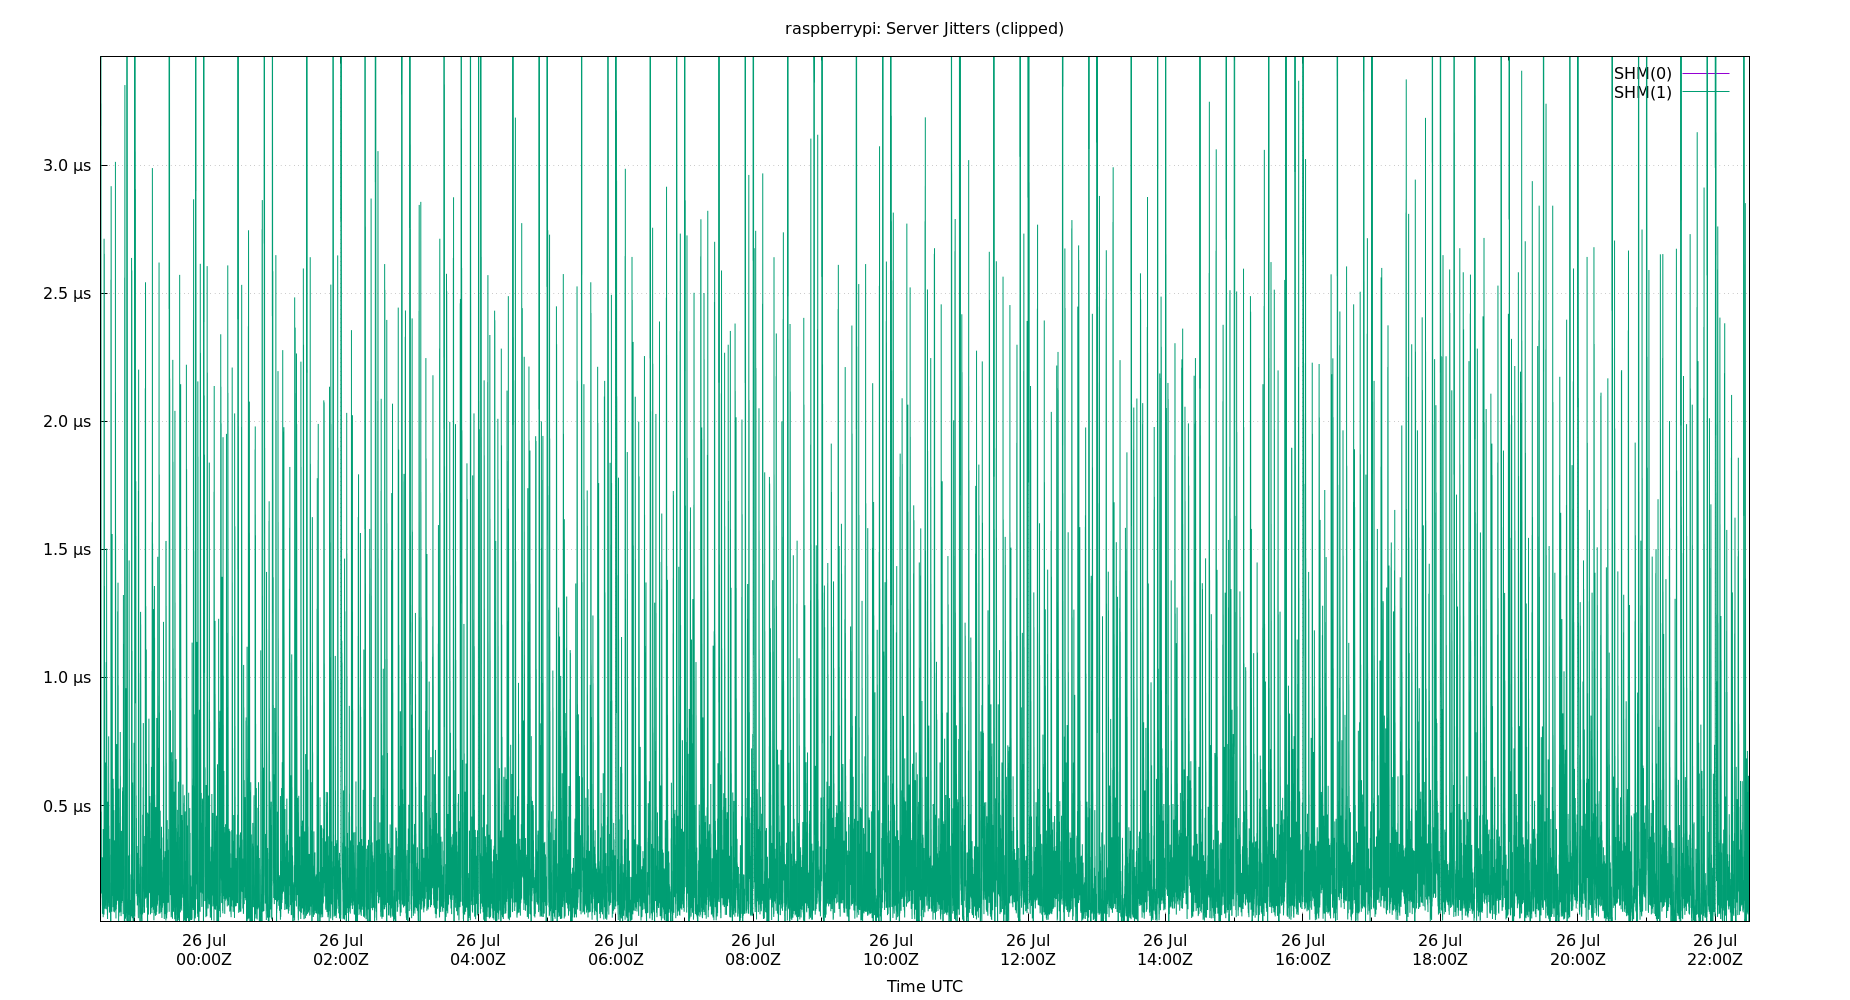 raspberrypi: Server Jitters (clipped)
SHM(0)
SHM(1)
3.0 µs
2.5 µs
2.0 µs
1.5 µs
1.0 µs
0.5 µs
26 Jul 26 Jul 26 Jul 26 Jul 26 Jul 26 Jul 26 Jul 26 Jul 26 Jul 26 Jul 26 Jul 26 Jul
00:00Z 02:00Z 04:00Z 06:00Z 08:00Z 10:00Z 12:00Z 14:00Z 16:00Z 18:00Z 20:00Z 22:00Z
Time UTC